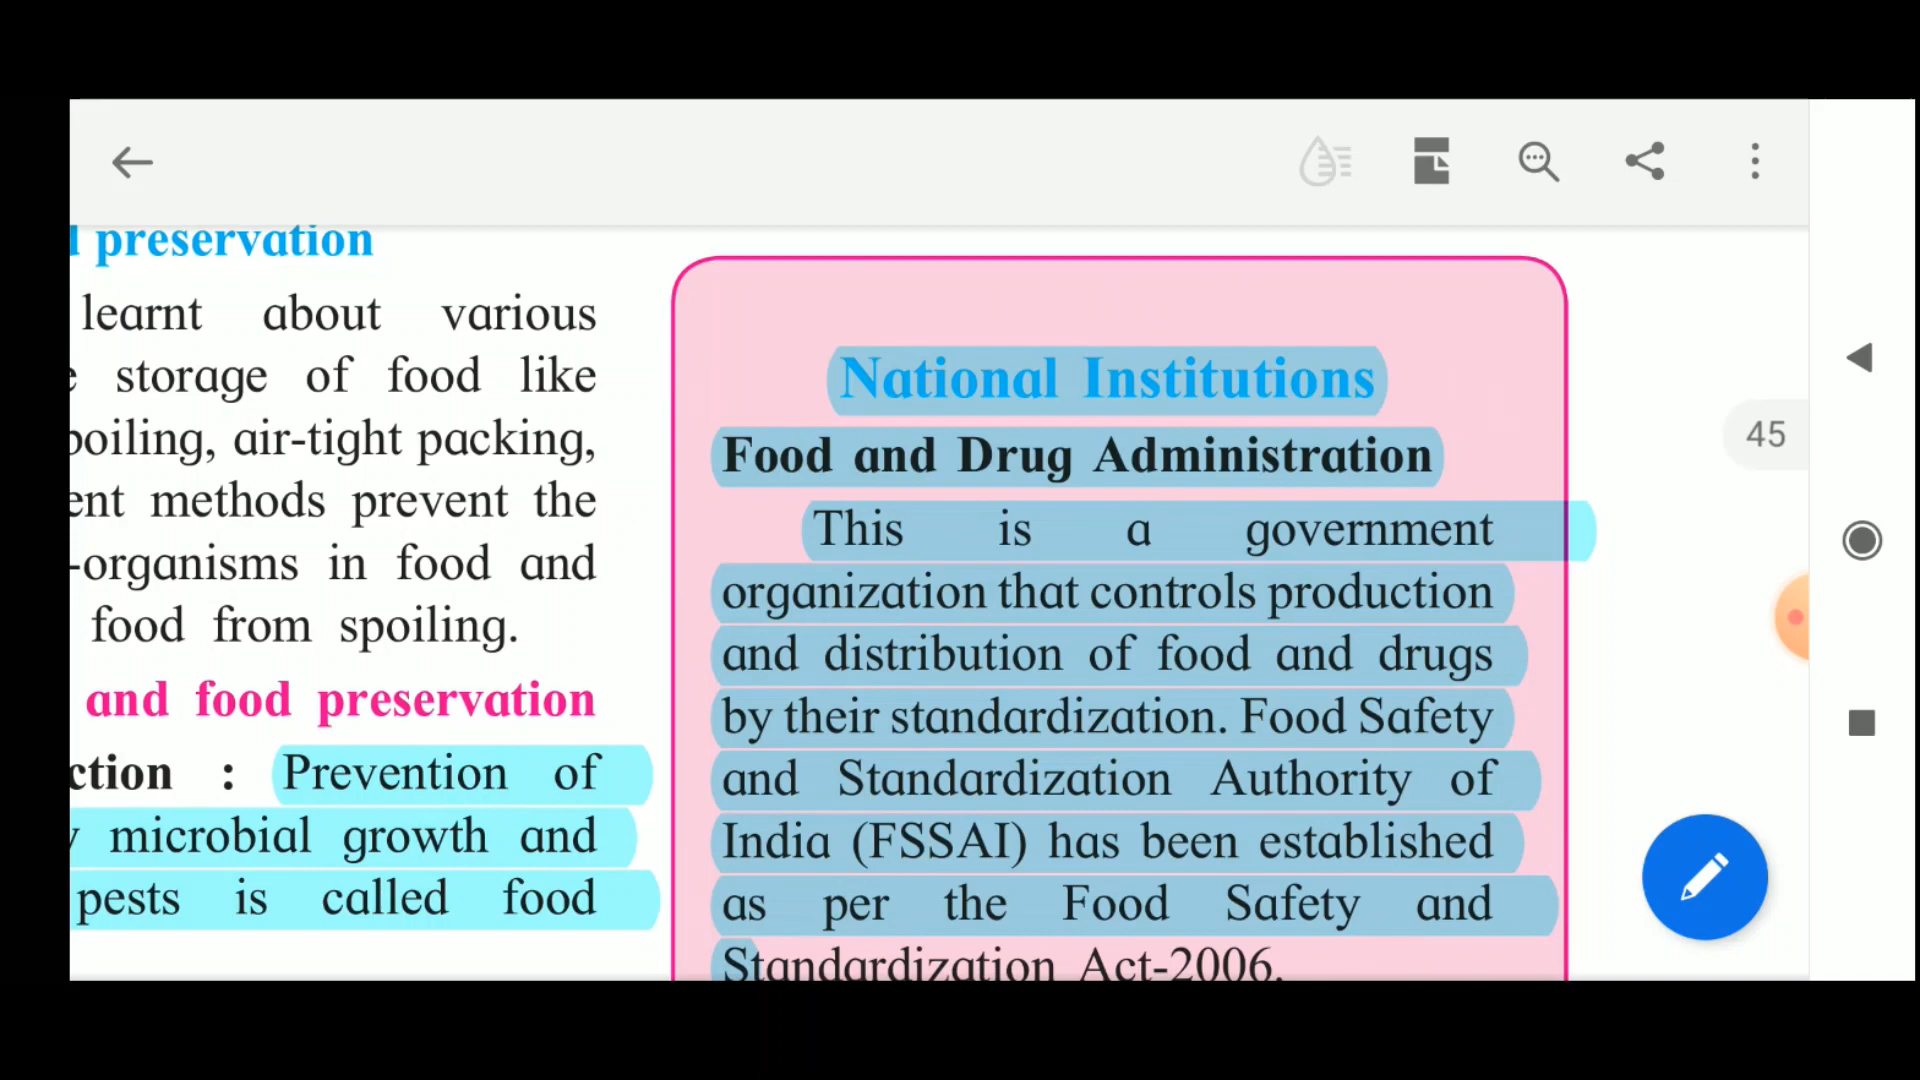 preservation
learnt about various
storage of food like
boiling, air-tight packing,
methods prevent the
-organisms in food and
food from spoiling.
and food preservation
: Prevention of
microbial growth and
pests is called food
National Institutions
Food and Drug Administration
This is a government
organization that controls production
and distribution of food and drugs
by their standardization. Food Safety
and Standardization Authority of
India (FSSAI) has been established
as per the Food Safety and
Standardization Act-2006.
45